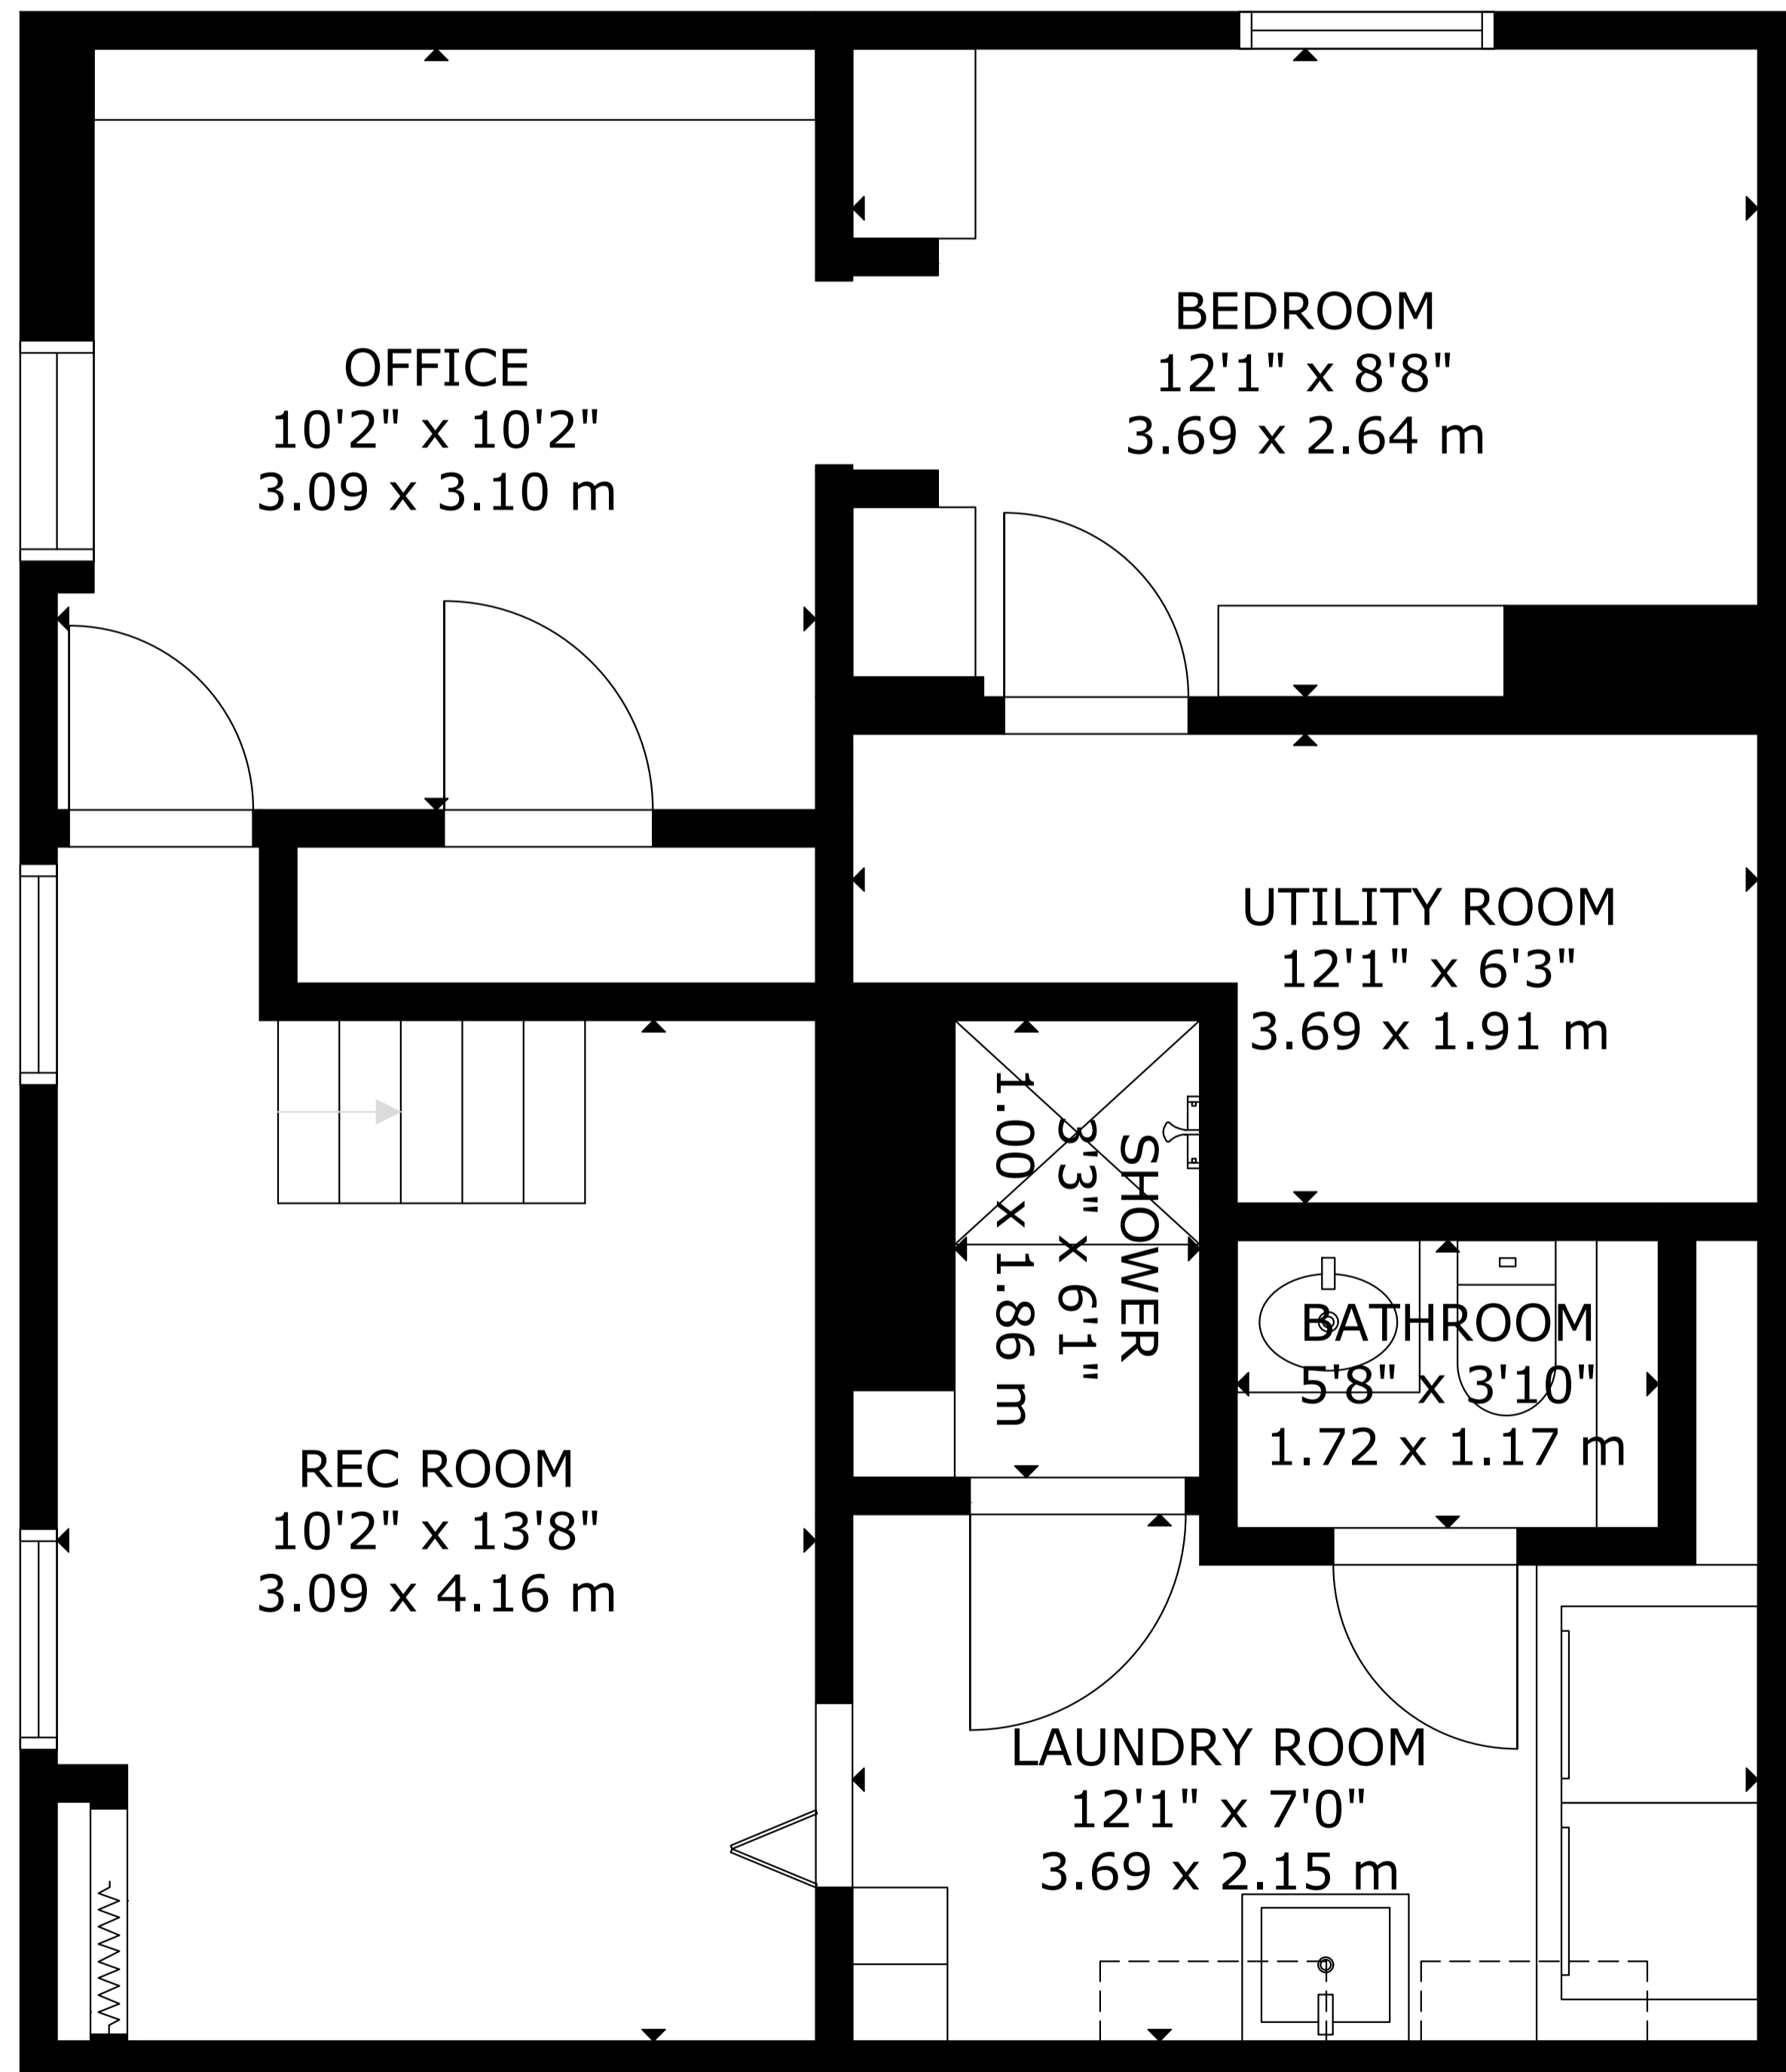 OFFICE
10'2" x 10'2"
3.09 x 3.10 m
BEDROOM
12'1" x 8'8"
3.69 x 2.64 m
UTILITY ROOM
12'1" x 6'3"
3.69 x 1.91 m
SHOWER
3'3" x 6'1"
1.00 x 1.86 m
BATHROOM
5'8" x 3'10"
1.72 x 1.17 m
REC ROOM
10'2" x 13'8"
3.09 x 4.16 m
LAUNDRY ROOM
12'1" x 7'0"
3.69 x 2.15 m